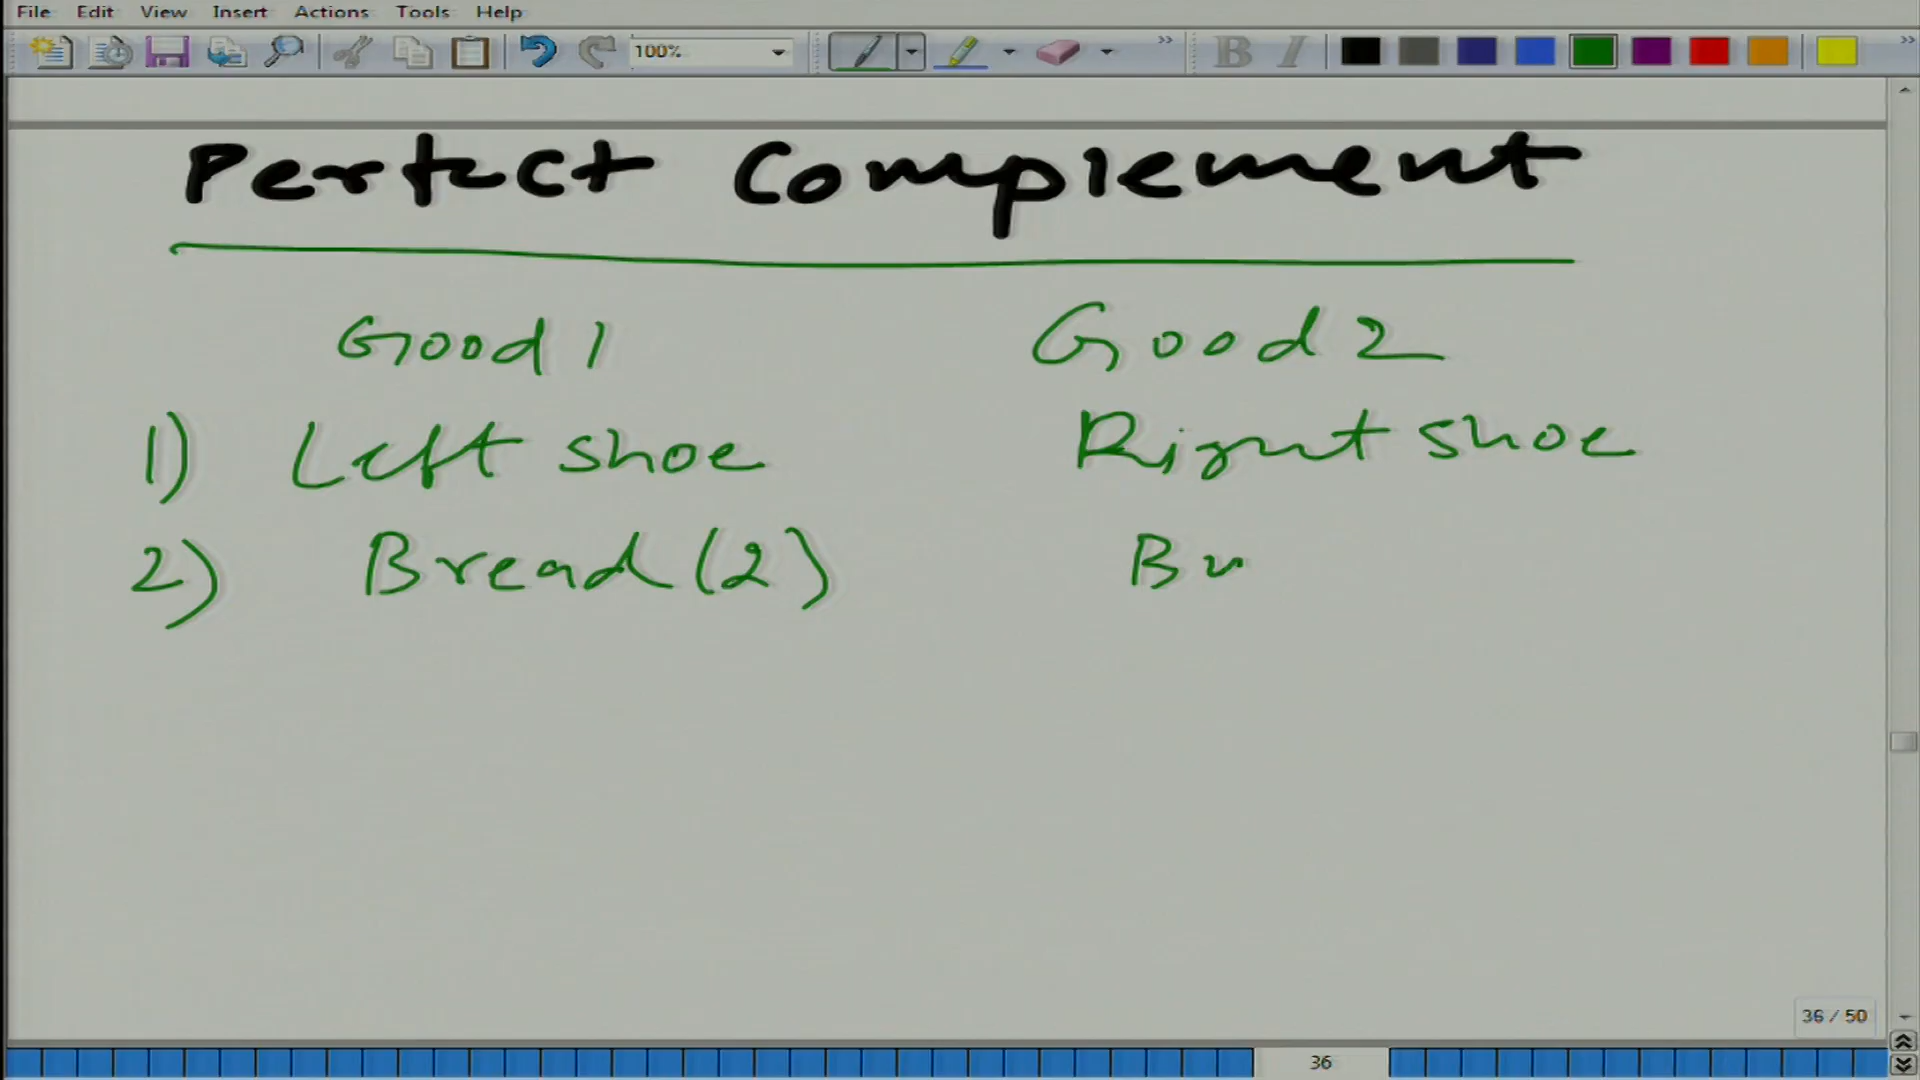 File Edit View Insert Actions Tools Help
100%
Perfect Complement
Good 1 Good 2
1) Left shoe Right shoe
2) Bread (2) Bu
36 / 50
36